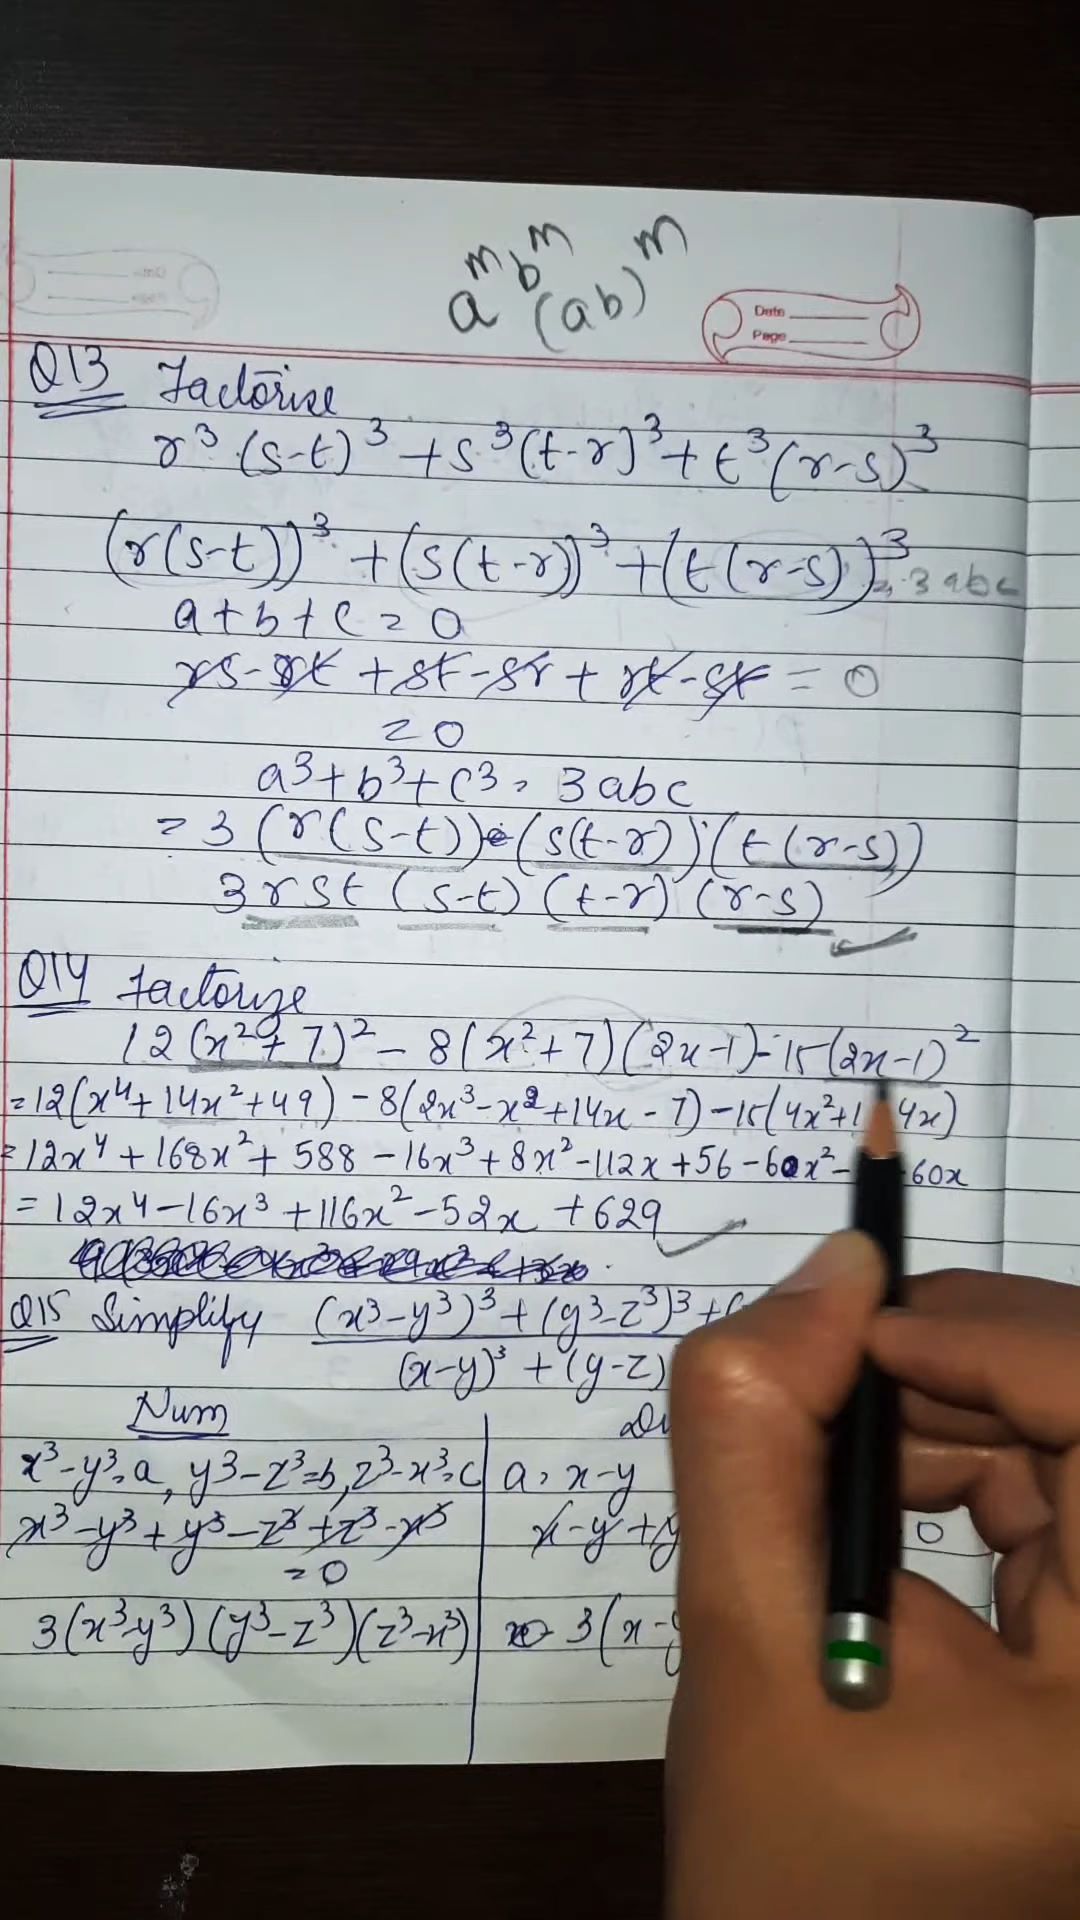 a^m b^m (ab)^m
Date
Page
Q13 Factorise
r³(s-t)³ + s³(t-r)³ + t³(r-s)³
(r(s-t))³ + (s(t-r))³ + (t(r-s))³ = 3abc
a+b+c = 0
rs - rt + st - sr + rt - st = 0
= 0
a³+b³+c³ = 3abc
= 3(r(s-t))(s(t-r))(t(r-s))
3rst (s-t) (t-r) (r-s)
Q14 Factorize
12(x²+7)² - 8(x²+7)(2x-1) - 15(2x-1)²
= 12(x⁴+14x²+49) - 8(2x³-x²+14x-7) - 15(4x²+1 4x)
= 12x⁴ + 168x² + 588 - 16x³ + 8x² - 112x + 56 - 60x² - 60x
= 12x⁴ - 16x³ + 116x² - 52x + 629
Q15 Simplify (x³-y³)³ + (y³-z³)³ + (
(x-y)³ + (y-z)
Num
x³-y³=a, y³-z³=b, z³-x³=c a = x-y
x³-y³+y³-z³+z³-x³ x-y+y 0
= 0
3(x³-y³)(y³-z³)(z³-x³) 3(x-y